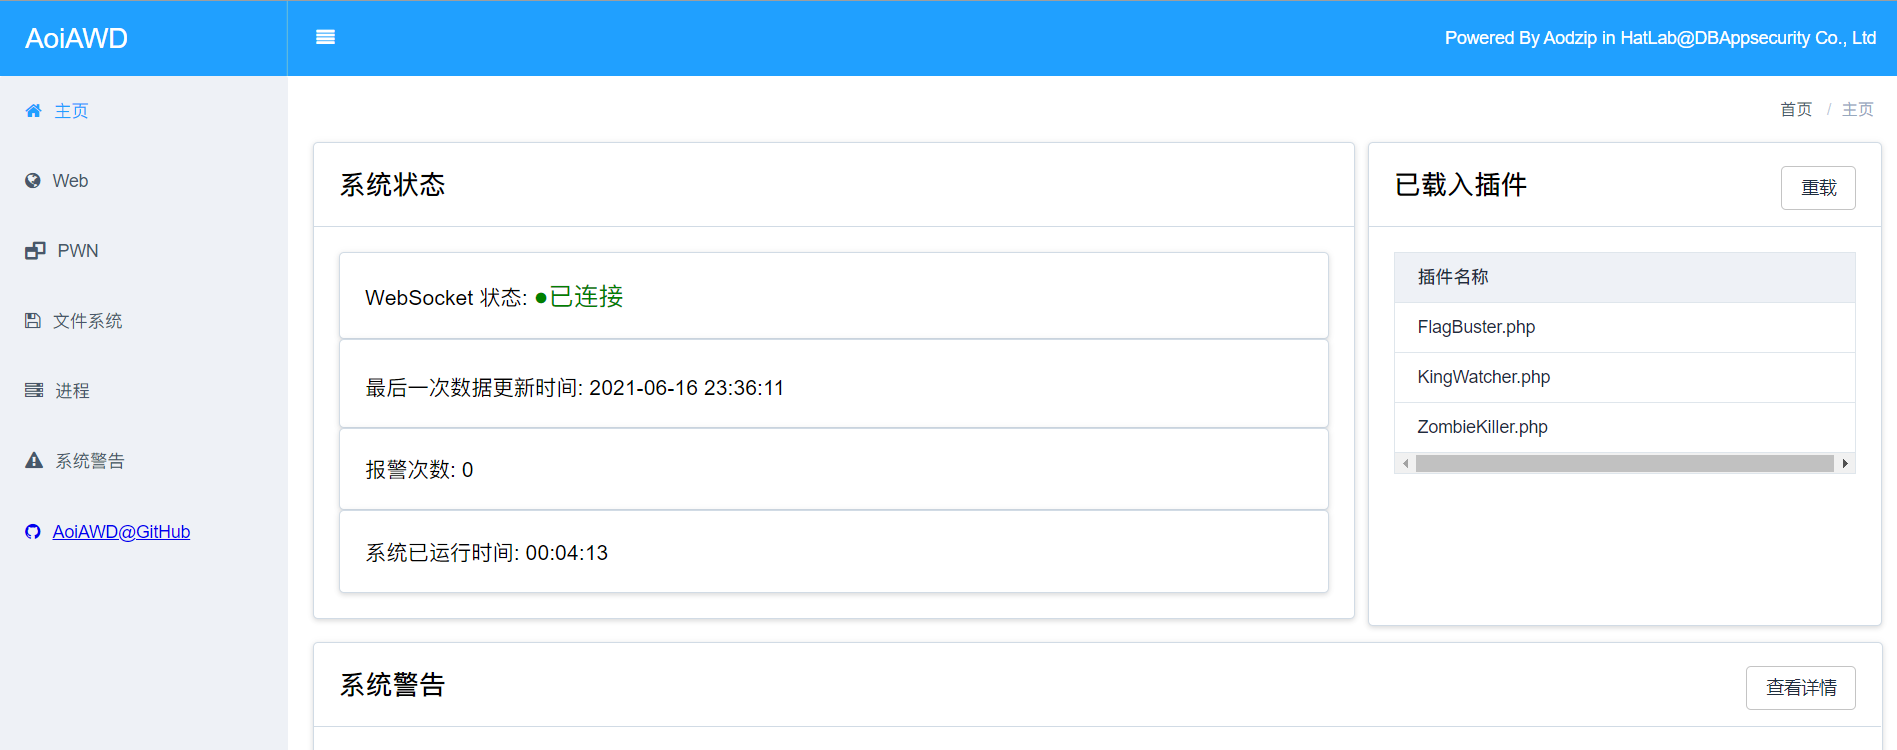 AoiAWD
Powered By Aodzip in HatLab@DBAppsecurity Co., Ltd
主页
Web
PWN
文件系统
进程
系统警告
AoiAWD@GitHub
首页 / 主页
系统状态
WebSocket 状态: ●已连接
最后一次数据更新时间: 2021-06-16 23:36:11
报警次数: 0
系统已运行时间: 00:04:13
已载入插件
重载
插件名称
FlagBuster.php
KingWatcher.php
ZombieKiller.php
系统警告
查看详情